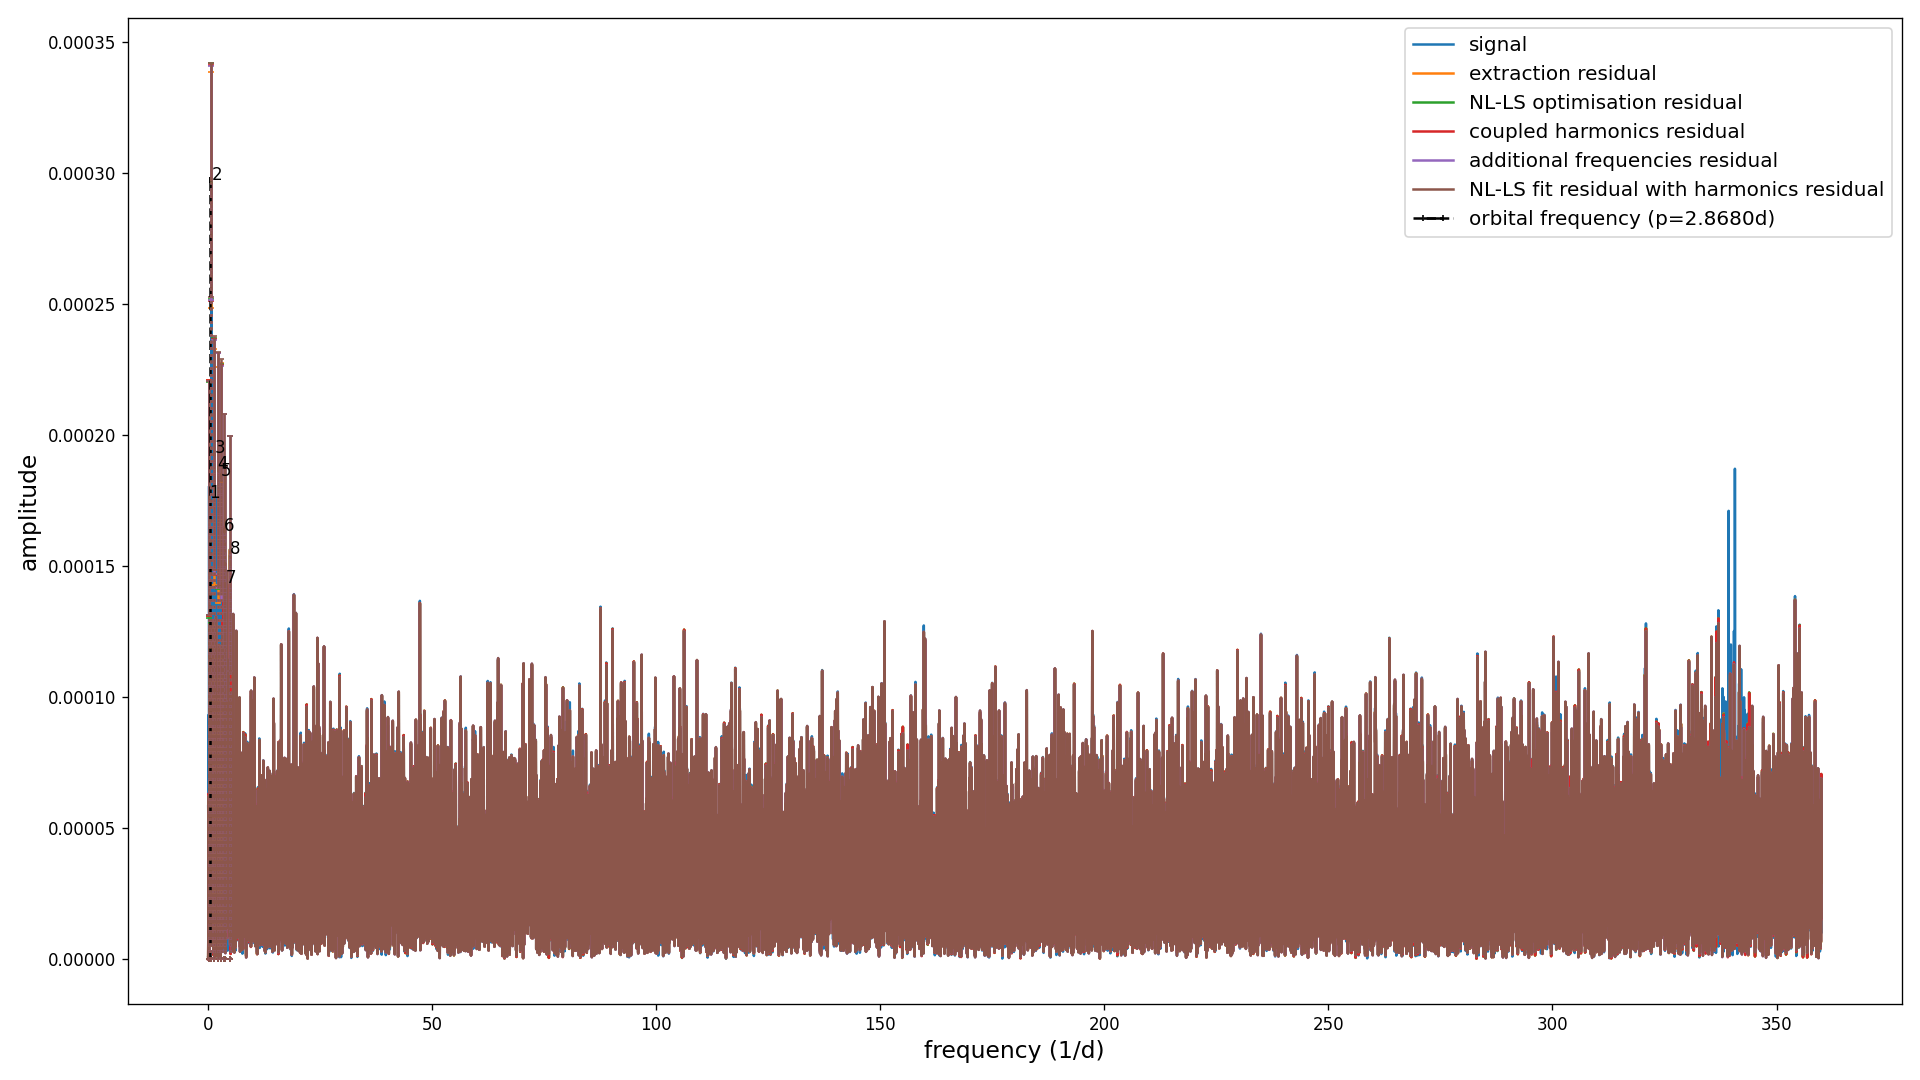 0.00035
0.00030
0.00025
0.00020
0.00015
0.00010
0.00005
0.00000
amplitude
signal
extraction residual
NL-LS optimisation residual
coupled harmonics residual
additional frequencies residual
NL-LS fit residual with harmonics residual
orbital frequency (p=2.8680d)
2
3
4
5
1
6
8
7
0 50 100 150 200 250 300 350
frequency (1/d)